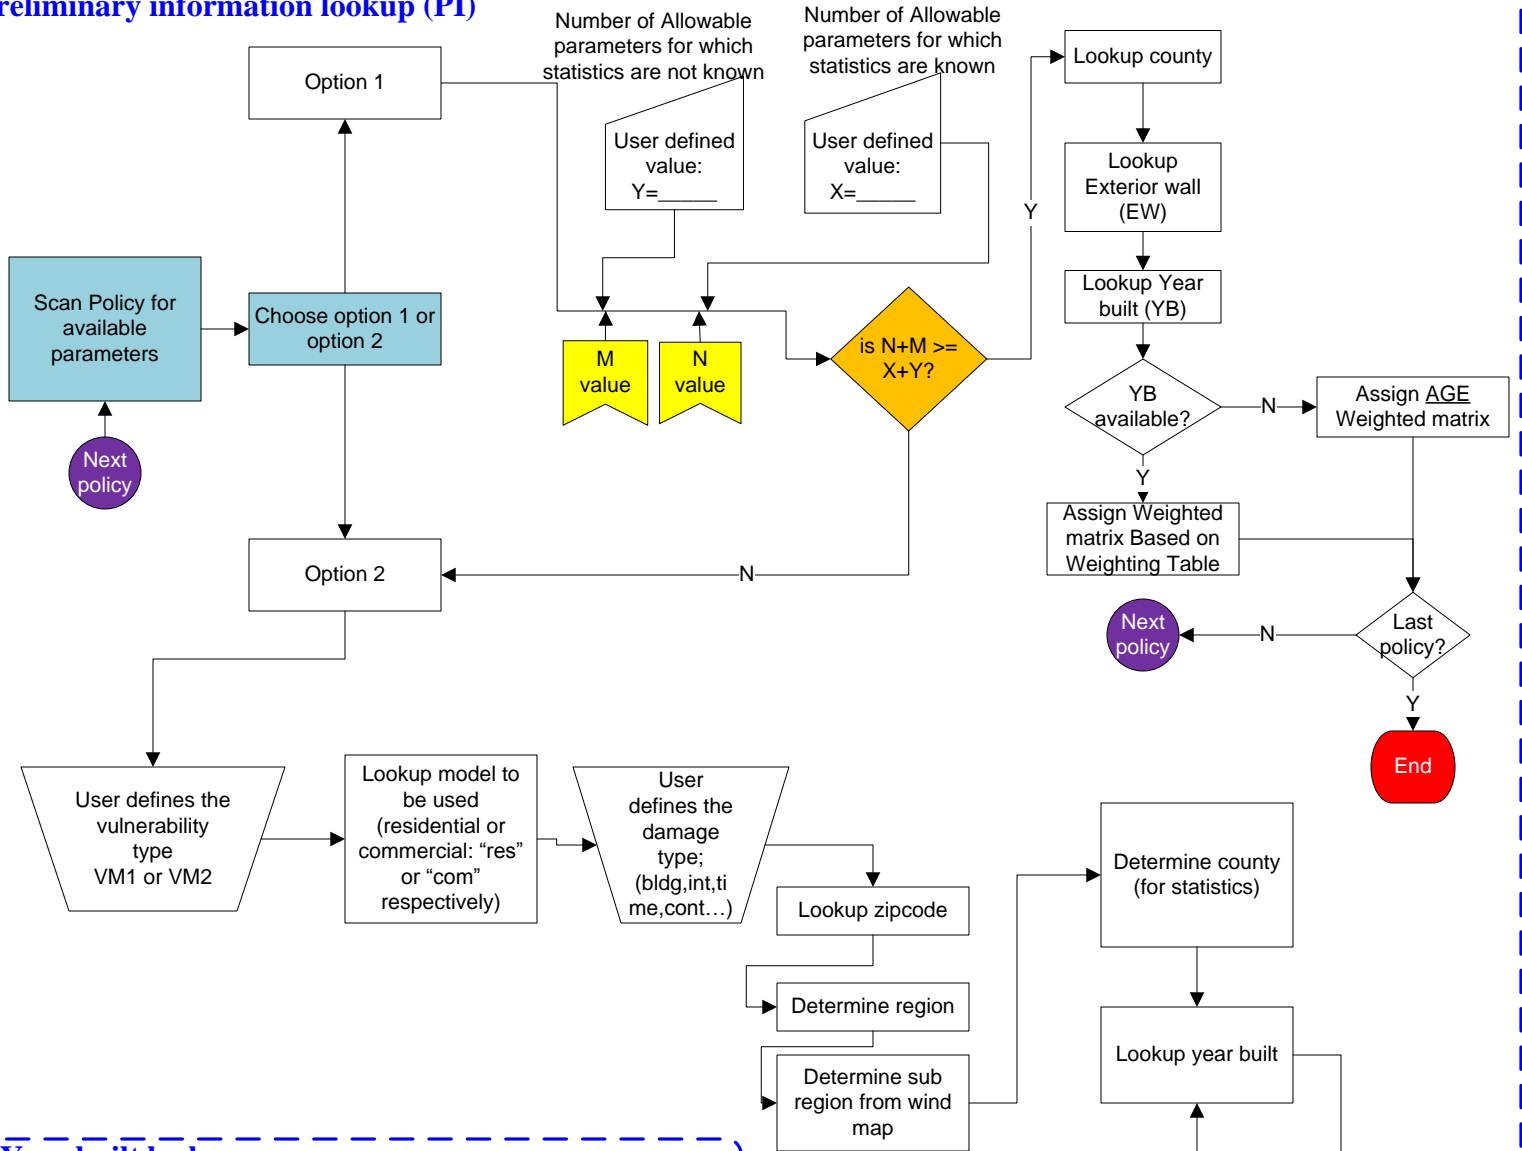 reliminary information lookup (PI)
Number of Allowable
parameters for which
statistics are not known
Number of Allowable
parameters for which
statistics are known
Option 1
User defined
value:
Y=_____
User defined
value:
X=_____
Lookup county
Lookup
Exterior wall
(EW)
Y
Lookup Year
built (YB)
Scan Policy for
available
parameters
Choose option 1 or
option 2
M
value
N
value
is N+M >=
X+Y?
YB
available?
N
Assign AGE
Weighted matrix
Next
policy
Y
Assign Weighted
matrix Based on
Weighting Table
Option 2
N
Next
policy
N
Last
policy?
Y
End
User defines the
vulnerability
type
VM1 or VM2
Lookup model to
be used
(residential or
commercial: “res”
or “com”
respectively)
User
defines the
damage
type;
(bldg,int,ti
me,cont…)
Lookup zipcode
Determine county
(for statistics)
Determine region
Lookup year built
Determine sub
region from wind
map